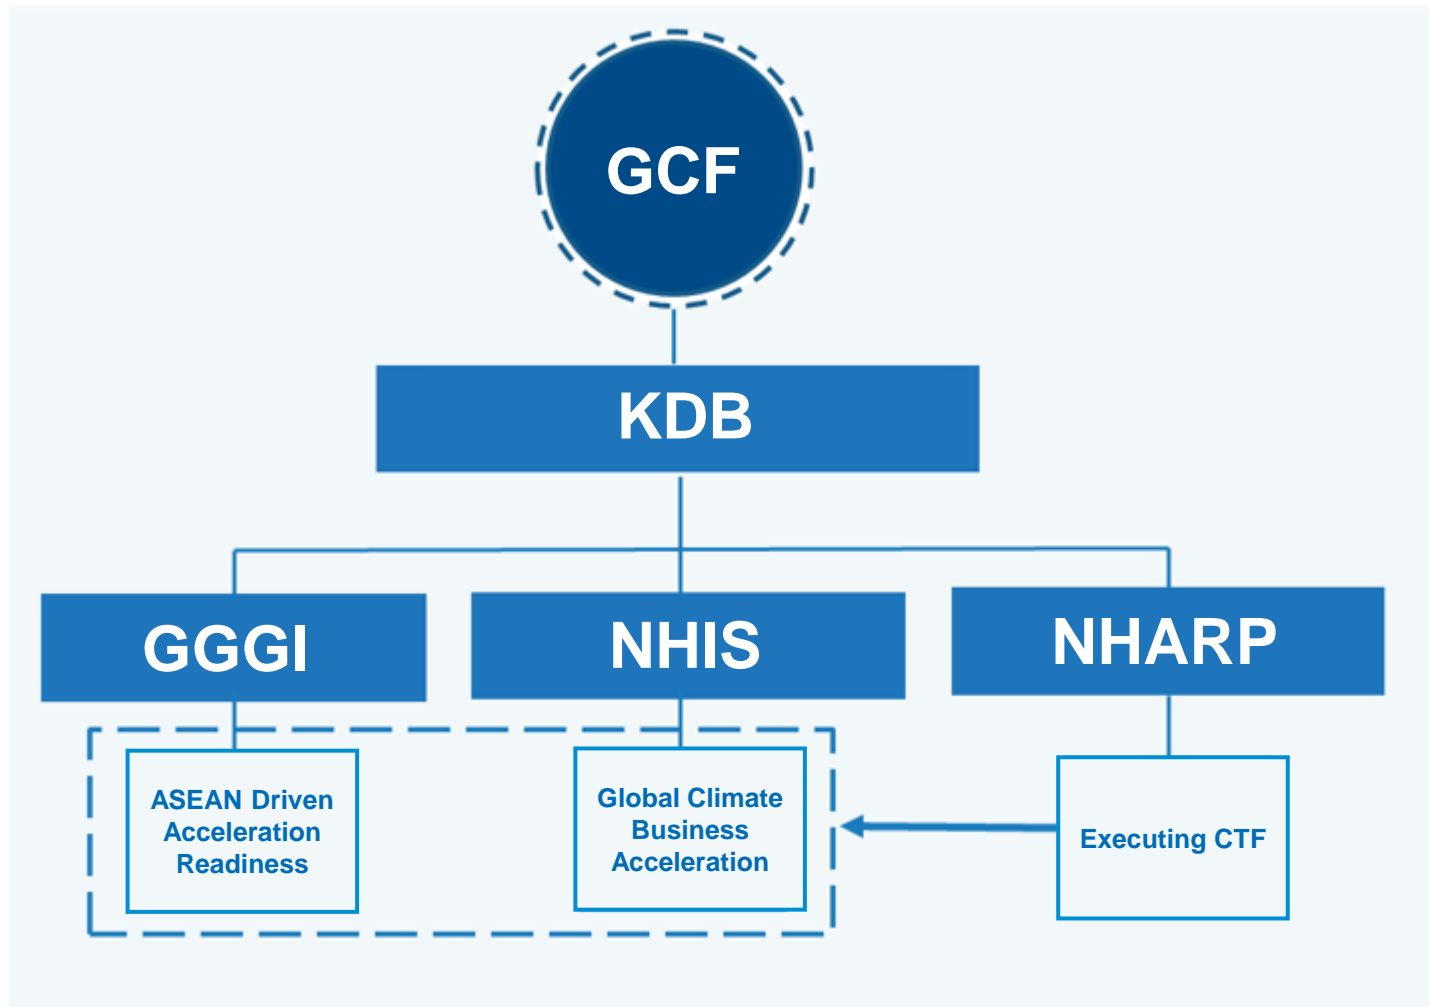 GCF
KDB
GGGI
NHIS
NHARP
ASEAN Driven
Acceleration
Readiness
Global Climate
Business
Acceleration
Executing CTF